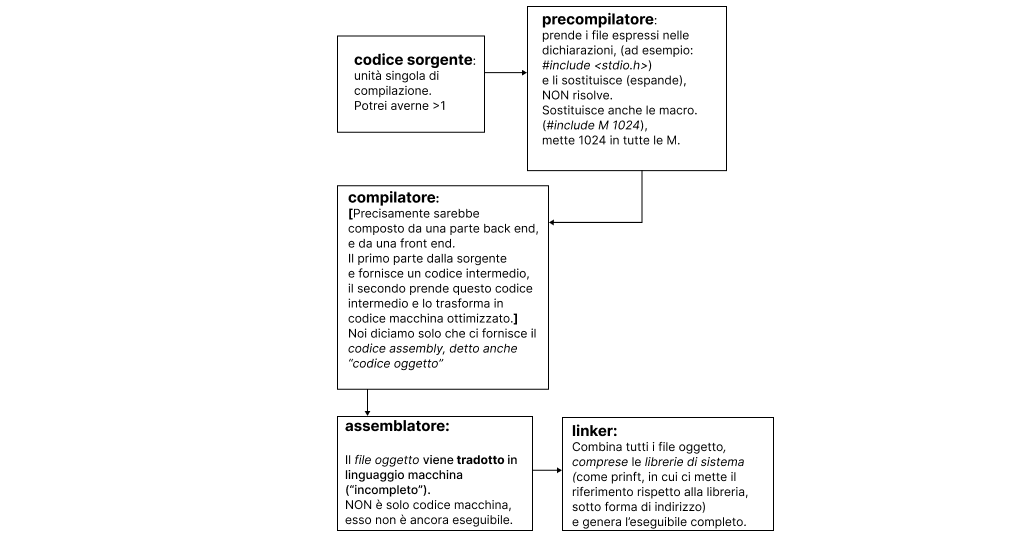 codice sorgente:
unità singola di
compilazione.
Potrei averne >1
precompilatore:
prende i file espressi nelle
dichiarazioni, (ad esempio:
#include <stdio.h>)
e li sostituisce (espande),
NON risolve.
Sostituisce anche le macro.
(#include M 1024),
mette 1024 in tutte le M.
compilatore:
[Precisamente sarebbe
composto da una parte back end,
e da una front end.
Il primo parte dalla sorgente
e fornisce un codice intermedio,
il secondo prende questo codice
intermedio e lo trasforma in
codice macchina ottimizzato.]
Noi diciamo solo che ci fornisce il
codice assembly, detto anche
“codice oggetto”
assemblatore:
Il file oggetto viene tradotto in
linguaggio macchina
(“incompleto”).
NON è solo codice macchina,
esso non è ancora eseguibile.
linker:
Combina tutti i file oggetto,
comprese le librerie di sistema
(come prinft, in cui ci mette il
riferimento rispetto alla libreria,
sotto forma di indirizzo)
e genera l’eseguibile completo.